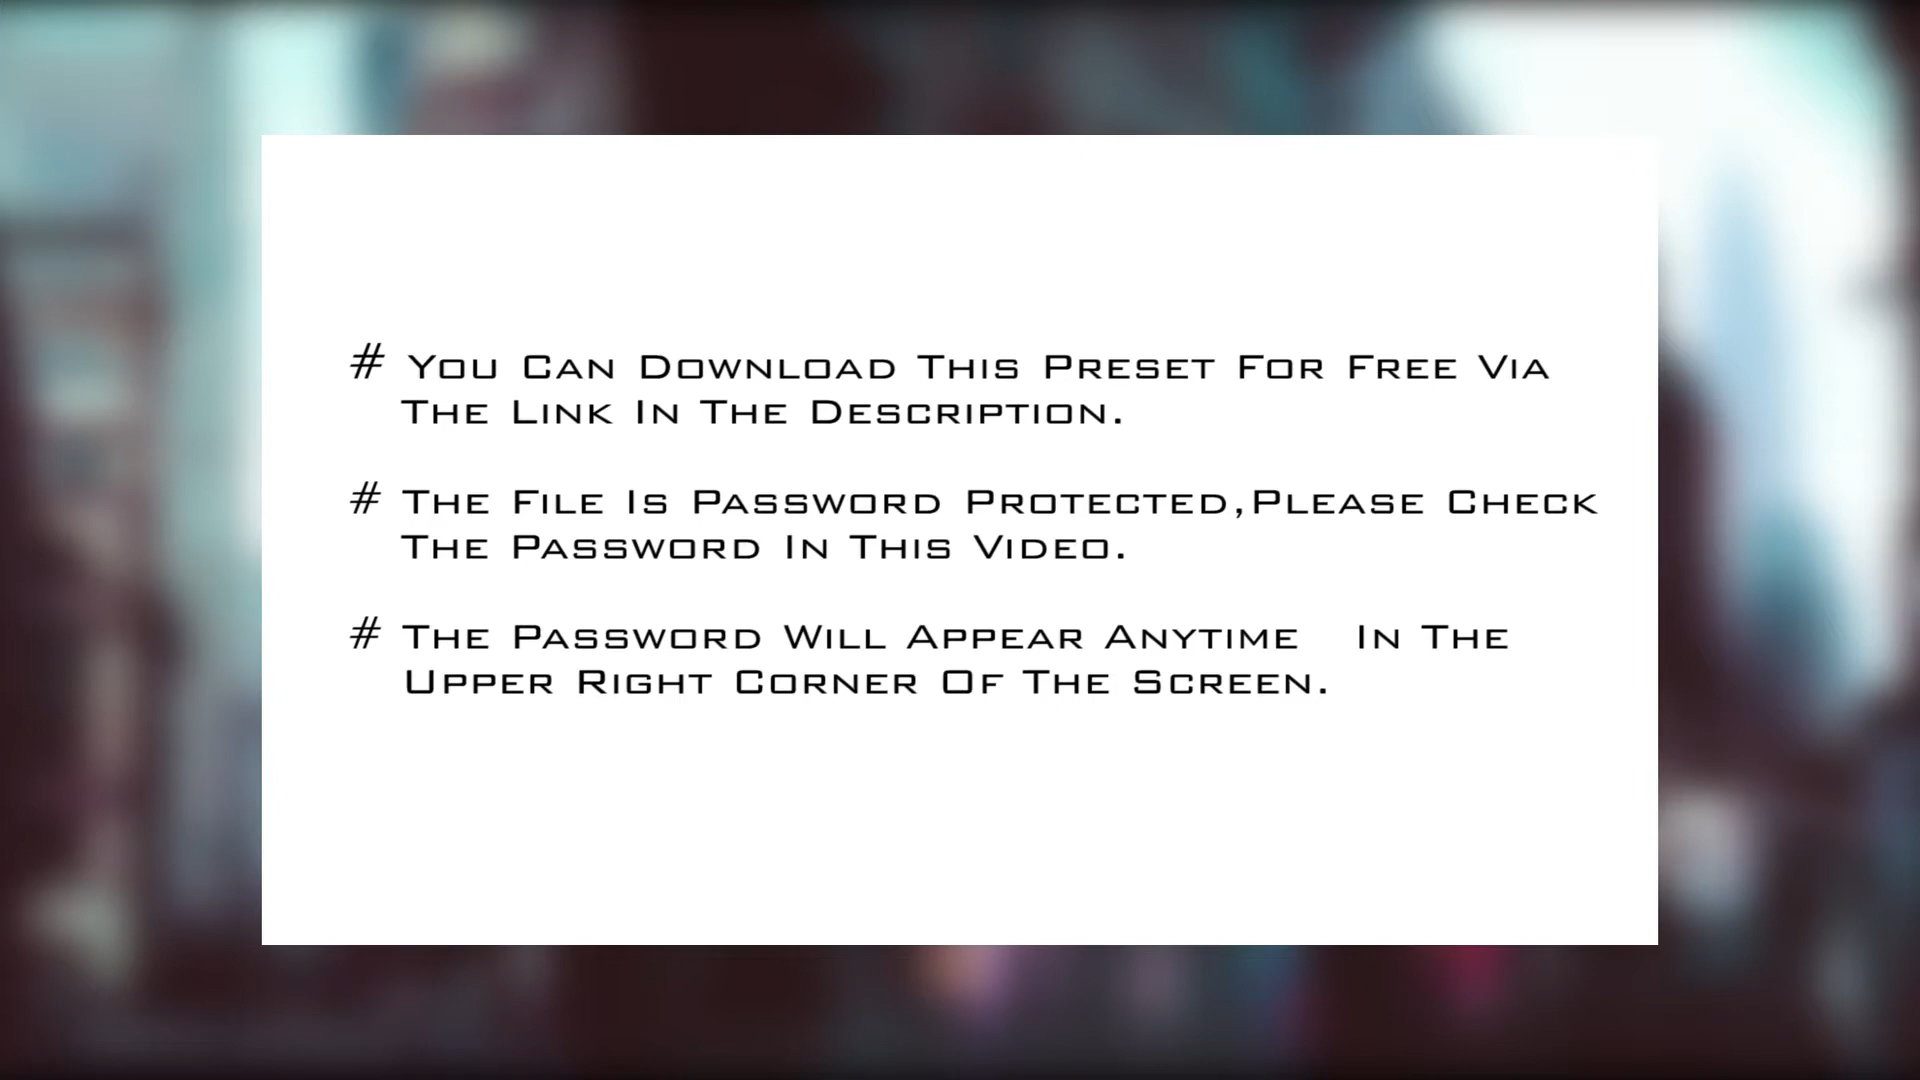 # You Can Download This Preset For Free Via
The Link In The Description.
# The File Is Password Protected,Please Check
The Password In This Video.
# The Password Will Appear Anytime In The
Upper Right Corner Of The Screen.